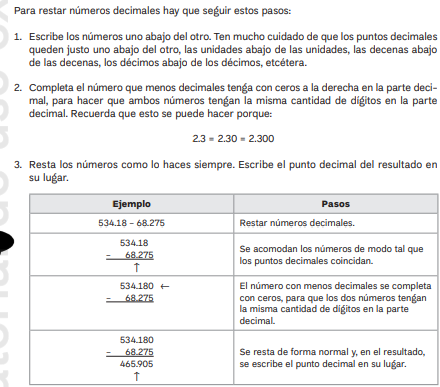 Para restar números decimales hay que seguir estos pasos:
1. Escribe los números uno abajo del otro. Ten mucho cuidado de que los puntos decimales
queden justo uno abajo del otro, las unidades abajo de las unidades, las decenas abajo
de las decenas, los décimos abajo de los décimos, etcétera.
2. Completa el número que menos decimales tenga con ceros a la derecha en la parte deci-
mal, para hacer que ambos números tengan la misma cantidad de dígitos en la parte
decimal. Recuerda que esto se puede hacer porque:
2.3 = 2.30 = 2.300
3. Resta los números como lo haces siempre. Escribe el punto decimal del resultado en
su lugar.
Ejemplo Pasos
534.18 – 68.275 Restar números decimales.
534.18
– 68.275
↑
Se acomodan los números de modo tal que
los puntos decimales coincidan.
534.180 ←
– 68.275
El número con menos decimales se completa
con ceros, para que los dos números tengan
la misma cantidad de dígitos en la parte
decimal.
534.180
– 68.275
465.905
↑
Se resta de forma normal y, en el resultado,
se escribe el punto decimal en su lugar.